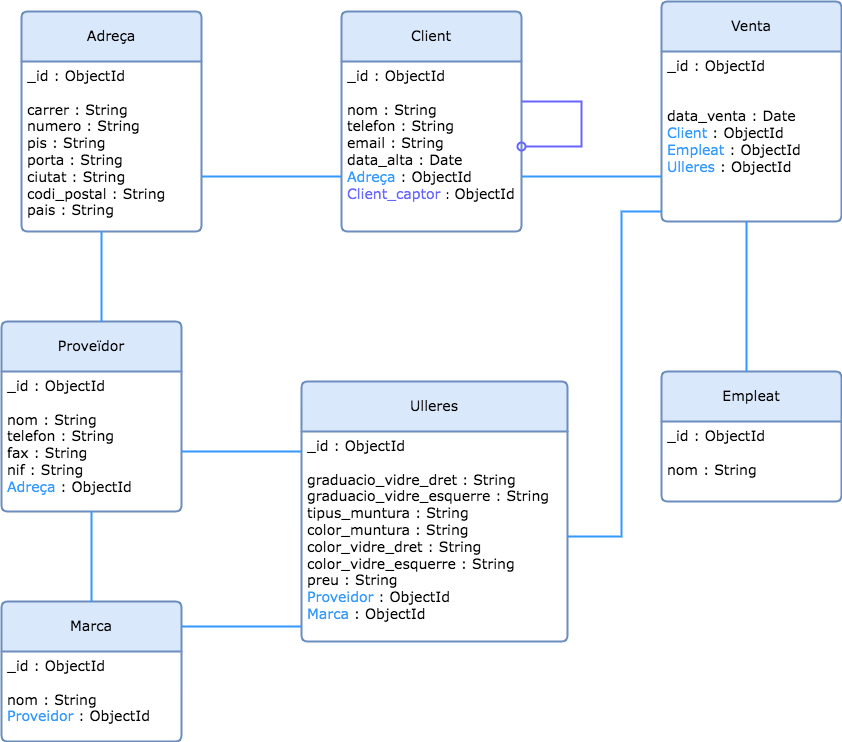 Adreça
_id : ObjectId
carrer : String
numero : String
pis : String
porta : String
ciutat : String
codi_postal : String
pais : String
Client
_id : ObjectId
nom : String
telefon : String
email : String
data_alta : Date
Adreça : ObjectId
Client_captor : ObjectId
Venta
_id : ObjectId
data_venta : Date
Client : ObjectId
Empleat : ObjectId
Ulleres : ObjectId
Proveïdor
_id : ObjectId
nom : String
telefon : String
fax : String
nif : String
Adreça : ObjectId
Ulleres
_id : ObjectId
graduacio_vidre_dret : String
graduacio_vidre_esquerre : String
tipus_muntura : String
color_muntura : String
color_vidre_dret : String
color_vidre_esquerre : String
preu : String
Proveidor : ObjectId
Marca : ObjectId
Empleat
_id : ObjectId
nom : String
Marca
_id : ObjectId
nom : String
Proveidor : ObjectId